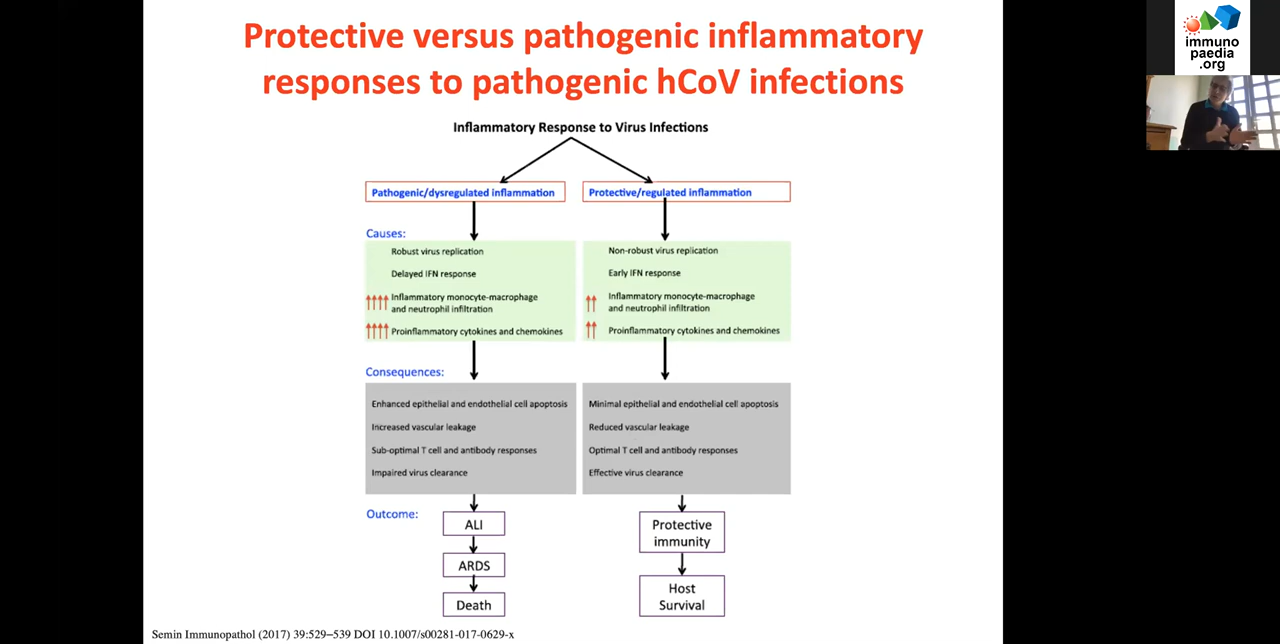 Protective versus pathogenic inflammatory
responses to pathogenic hCoV infections
immuno
paedia
.org
Inflammatory Response to Virus Infections
Pathogenic/dysregulated inflammation
Protective/regulated inflammation
Causes:
Robust virus replication
Delayed IFN response
Inflammatory monocyte-macrophage
and neutrophil infiltration
Proinflammatory cytokines and chemokines
Non-robust virus replication
Early IFN response
Inflammatory monocyte-macrophage
and neutrophil infiltration
Proinflammatory cytokines and chemokines
Consequences:
Enhanced epithelial and endothelial cell apoptosis
Increased vascular leakage
Sub-optimal T cell and antibody responses
Impaired virus clearance
Minimal epithelial and endothelial cell apoptosis
Reduced vascular leakage
Optimal T cell and antibody responses
Effective virus clearance
Outcome:
ALI
ARDS
Death
Protective
immunity
Host
Survival
Semin Immunopathol (2017) 39:529–539 DOI 10.1007/s00281-017-0629-x